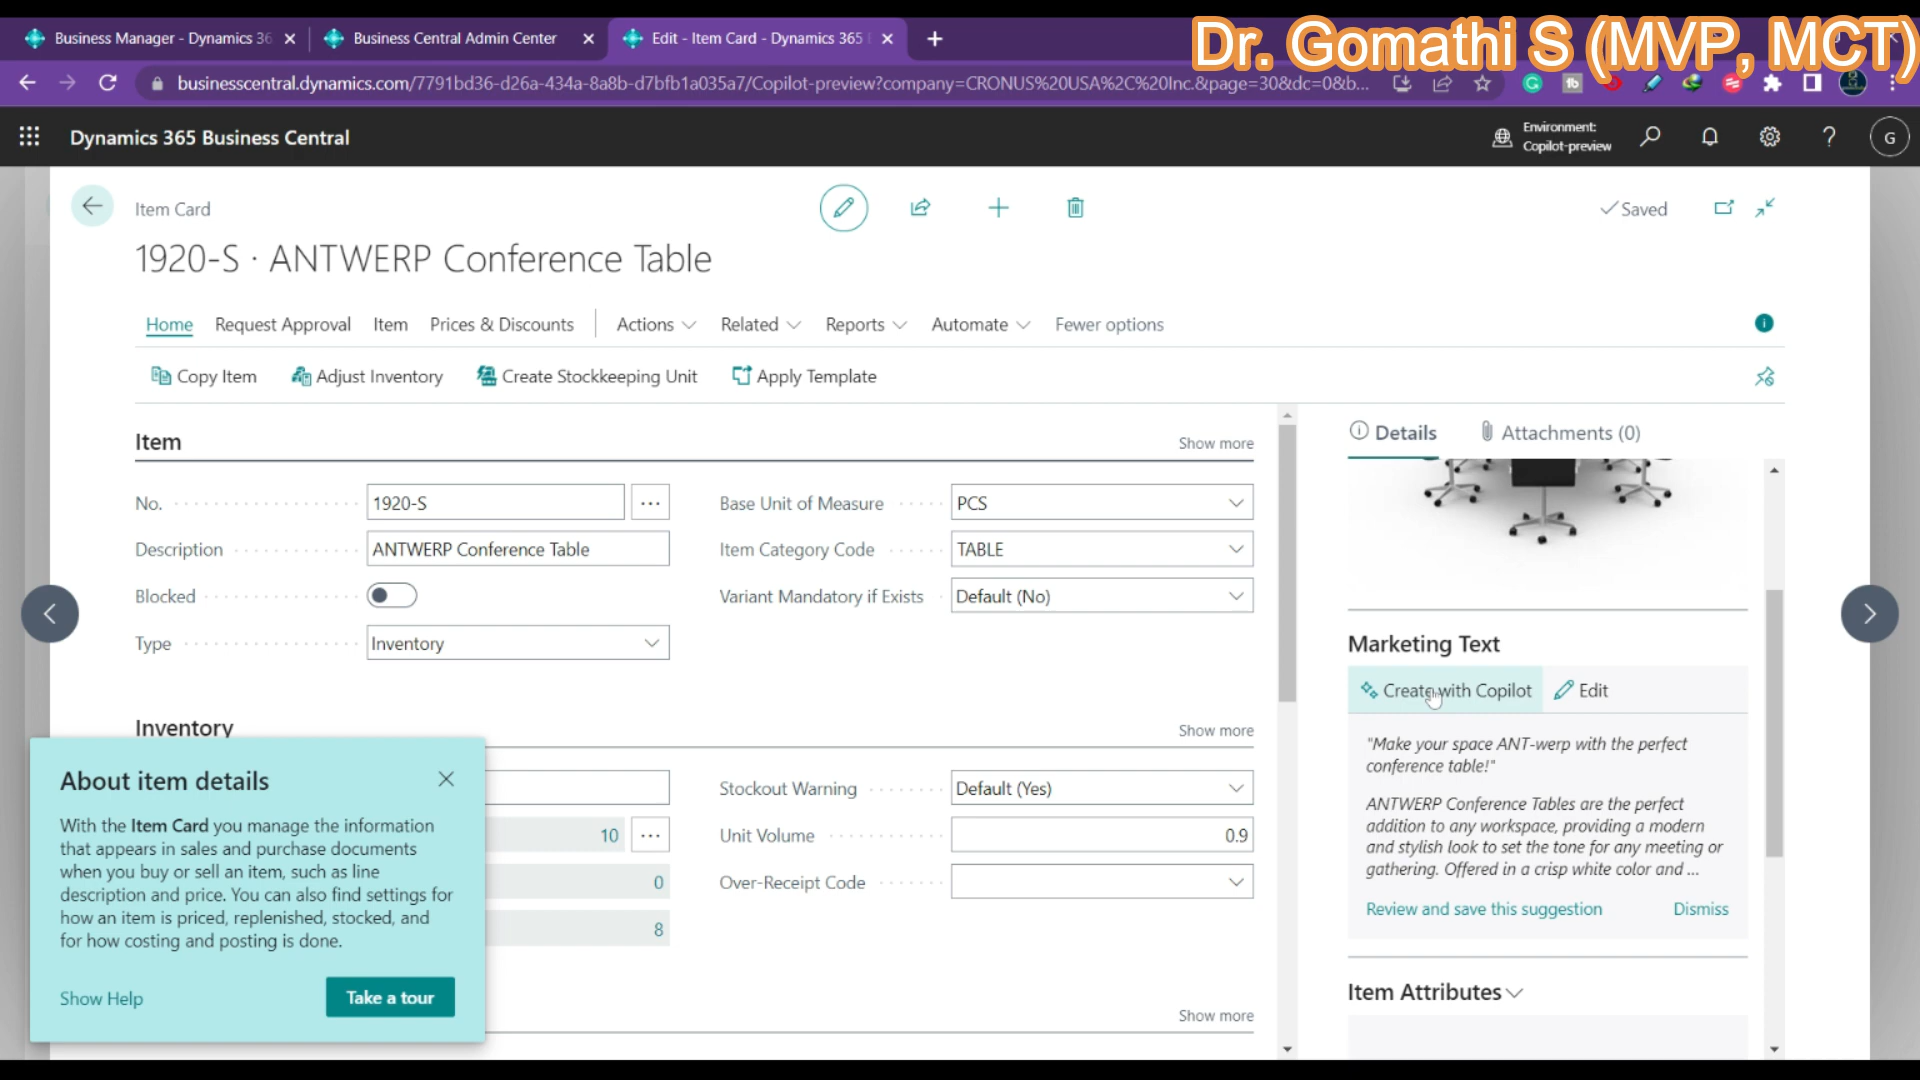 Business Manager - Dynamics 36
Business Central Admin Center
Edit - Item Card - Dynamics 365
Dr. Gomathi S (MVP, MCT)
businesscentral.dynamics.com/7791bd36-d26a-434a-8a8b-d7bfb1a035a7/Copilot-preview?company=CRONUS%20USA%2C%20Inc.&page=30&dc=0&b...
Dynamics 365 Business Central
Environment:
Copilot-preview
G
Item Card
Saved
1920-S · ANTWERP Conference Table
Home Request Approval Item Prices & Discounts Actions Related Reports Automate Fewer options
Copy Item Adjust Inventory Create Stockkeeping Unit Apply Template
Item
Show more
No. 1920-S
Description ANTWERP Conference Table
Blocked
Type Inventory
Base Unit of Measure PCS
Item Category Code TABLE
Variant Mandatory if Exists Default (No)
Inventory
Show more
10
0
8
Stockout Warning Default (Yes)
Unit Volume 0.9
Over-Receipt Code
Show more
About item details
With the Item Card you manage the information
that appears in sales and purchase documents
when you buy or sell an item, such as line
description and price. You can also find settings for
how an item is priced, replenished, stocked, and
for how costing and posting is done.
Show Help
Take a tour
Details
Attachments (0)
Marketing Text
Create with Copilot
Edit
"Make your space ANT-werp with the perfect
conference table!"
ANTWERP Conference Tables are the perfect
addition to any workspace, providing a modern
and stylish look to set the tone for any meeting or
gathering. Offered in a crisp white color and ...
Review and save this suggestion
Dismiss
Item Attributes